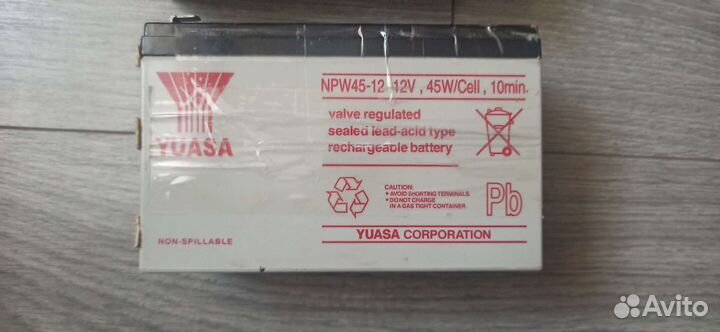 NPW45-12 12V , 45W/Cell , 10min.
YUASA
valve regulated
sealed lead-acid type
rechargeable battery
CAUTION:
• AVOID SHORTING TERMINALS.
• DO NOT CHARGE
IN A GAS TIGHT CONTAINER.
Pb
NON-SPILLABLE
YUASA CORPORATION
Avito